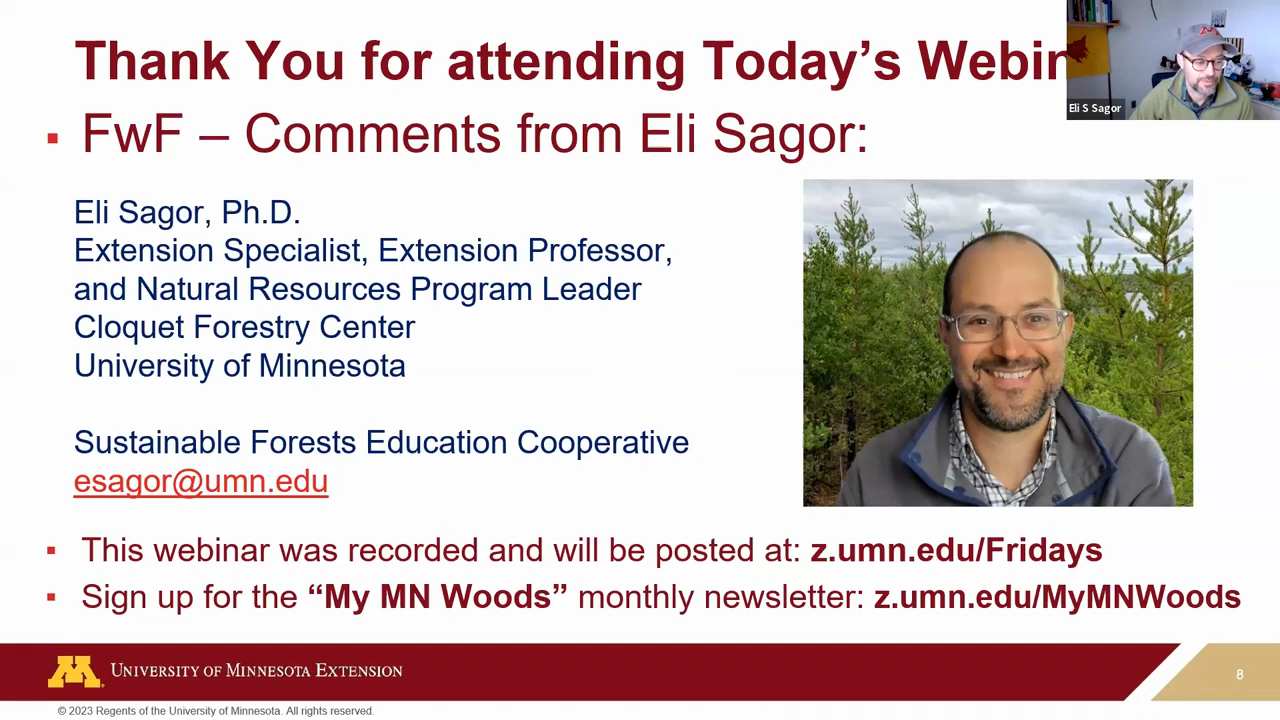 Thank You for attending Today's Webin
Eli S Sagor
▪ FwF – Comments from Eli Sagor:
Eli Sagor, Ph.D.
Extension Specialist, Extension Professor,
and Natural Resources Program Leader
Cloquet Forestry Center
University of Minnesota
Sustainable Forests Education Cooperative
esagor@umn.edu
▪ This webinar was recorded and will be posted at: z.umn.edu/Fridays
▪ Sign up for the “My MN Woods” monthly newsletter: z.umn.edu/MyMNWoods
M University of Minnesota Extension
8
© 2023 Regents of the University of Minnesota. All rights reserved.